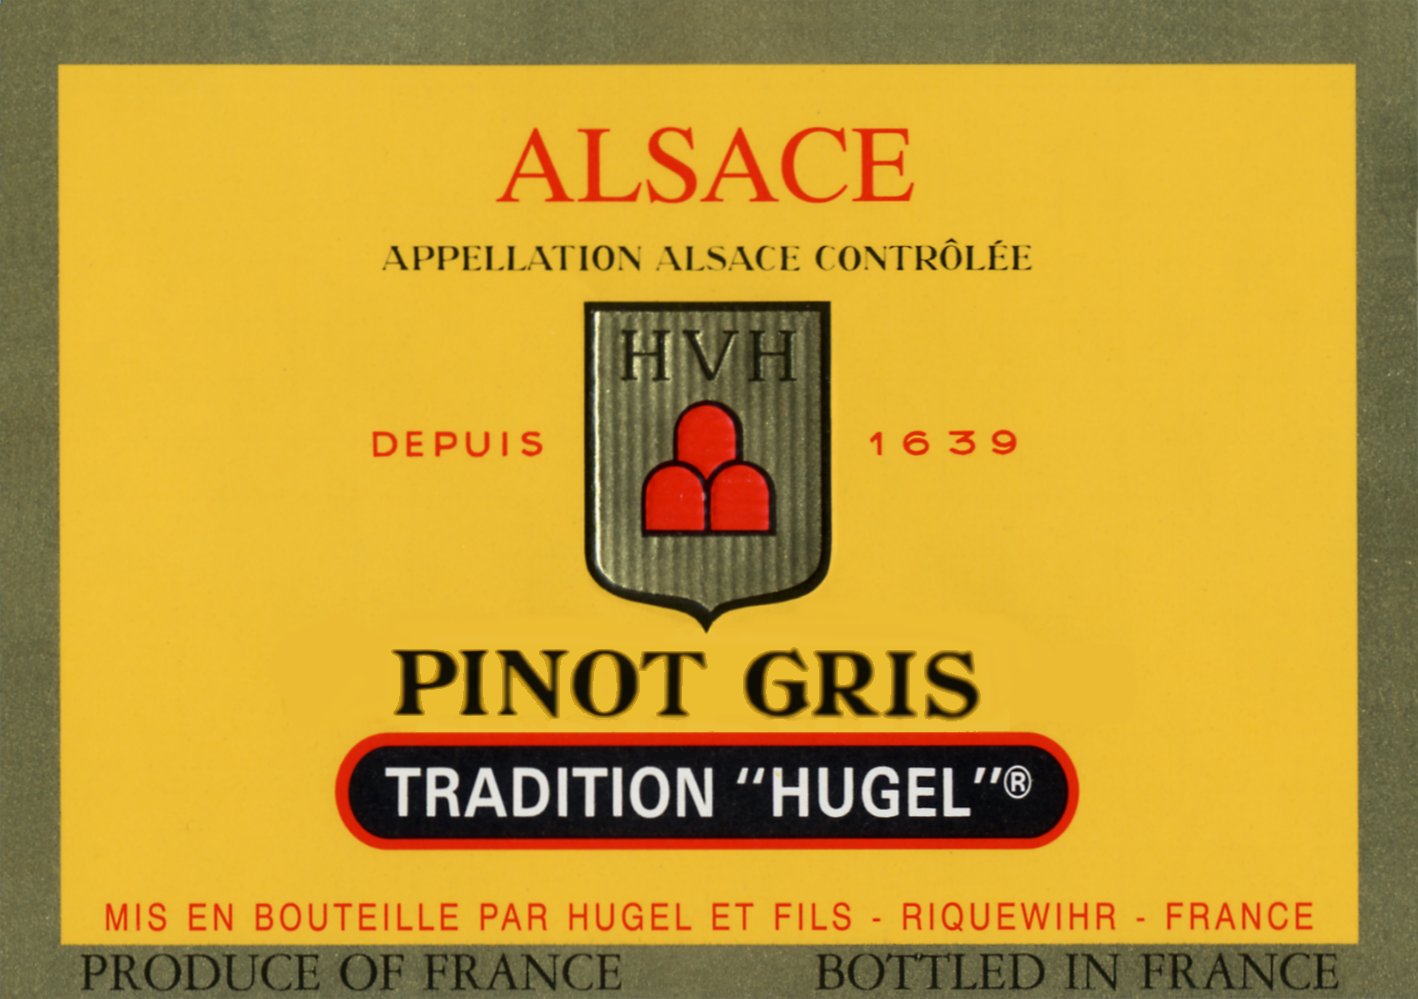 ALSACE
APPELLATION ALSACE CONTRÔLÉE
HVH
DEPUIS 1639
PINOT GRIS
TRADITION "HUGEL"®
MIS EN BOUTEILLE PAR HUGEL ET FILS - RIQUEWIHR - FRANCE
PRODUCE OF FRANCE BOTTLED IN FRANCE